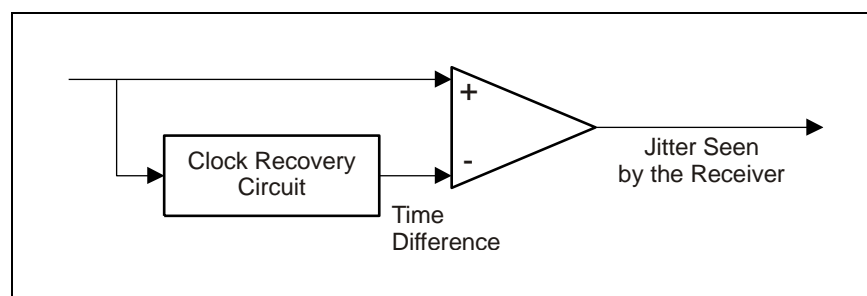 +
Clock Recovery
Circuit
-
Time
Difference
Jitter Seen
by the Receiver